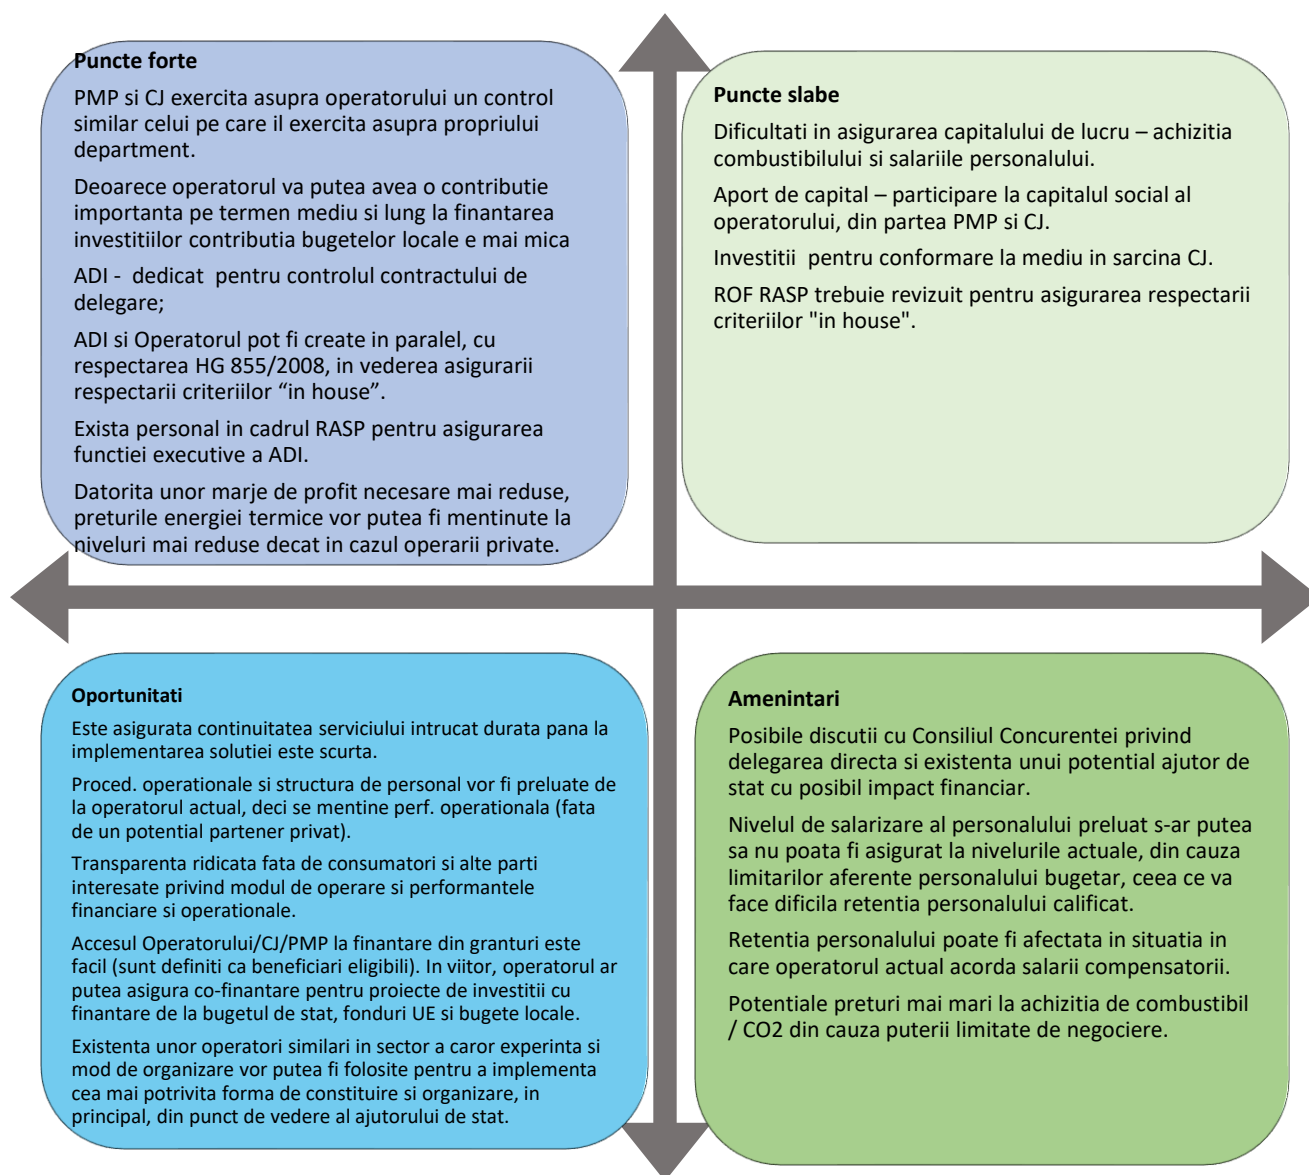 Puncte forte
PMP si CJ exercita asupra operatorului un control
similar celui pe care il exercita asupra propriului
department.
Deoarece operatorul va putea avea o contributie
importanta pe termen mediu si lung la finantarea
investitiilor contributia bugetelor locale e mai mica
ADI - dedicat pentru controlul contractului de
delegare;
ADI si Operatorul pot fi create in paralel, cu
respectarea HG 855/2008, in vederea asigurarii
respectarii criteriilor “in house”.
Exista personal in cadrul RASP pentru asigurarea
functiei executive a ADI.
Datorita unor marje de profit necesare mai reduse,
preturile energiei termice vor putea fi mentinute la
niveluri mai reduse decat in cazul operarii private.
Puncte slabe
Dificultati in asigurarea capitalului de lucru – achizitia
combustibilului si salariile personalului.
Aport de capital – participare la capitalul social al
operatorului, din partea PMP si CJ.
Investitii pentru conformare la mediu in sarcina CJ.
ROF RASP trebuie revizuit pentru asigurarea respectarii
criteriilor "in house".
Oportunitati
Este asigurata continuitatea serviciului intrucat durata pana la
implementarea solutiei este scurta.
Proced. operationale si structura de personal vor fi preluate de
la operatorul actual, deci se mentine perf. operationala (fata
de un potential partener privat).
Transparenta ridicata fata de consumatori si alte parti
interesate privind modul de operare si performantele
financiare si operationale.
Accesul Operatorului/CJ/PMP la finantare din granturi este
facil (sunt definiti ca beneficiari eligibili). In viitor, operatorul ar
putea asigura co-finantare pentru proiecte de investitii cu
finantare de la bugetul de stat, fonduri UE si bugete locale.
Existenta unor operatori similari in sector a caror experinta si
mod de organizare vor putea fi folosite pentru a implementa
cea mai potrivita forma de constituire si organizare, in
principal, din punct de vedere al ajutorului de stat.
Amenintari
Posibile discutii cu Consiliul Concurentei privind
delegarea directa si existenta unui potential ajutor de
stat cu posibil impact financiar.
Nivelul de salarizare al personalului preluat s-ar putea
sa nu poata fi asigurat la nivelurile actuale, din cauza
limitarilor aferente personalului bugetar, ceea ce va
face dificila retentia personalului calificat.
Retentia personalului poate fi afectata in situatia in
care operatorul actual acorda salarii compensatorii.
Potentiale preturi mai mari la achizitia de combustibil
/ CO2 din cauza puterii limitate de negociere.